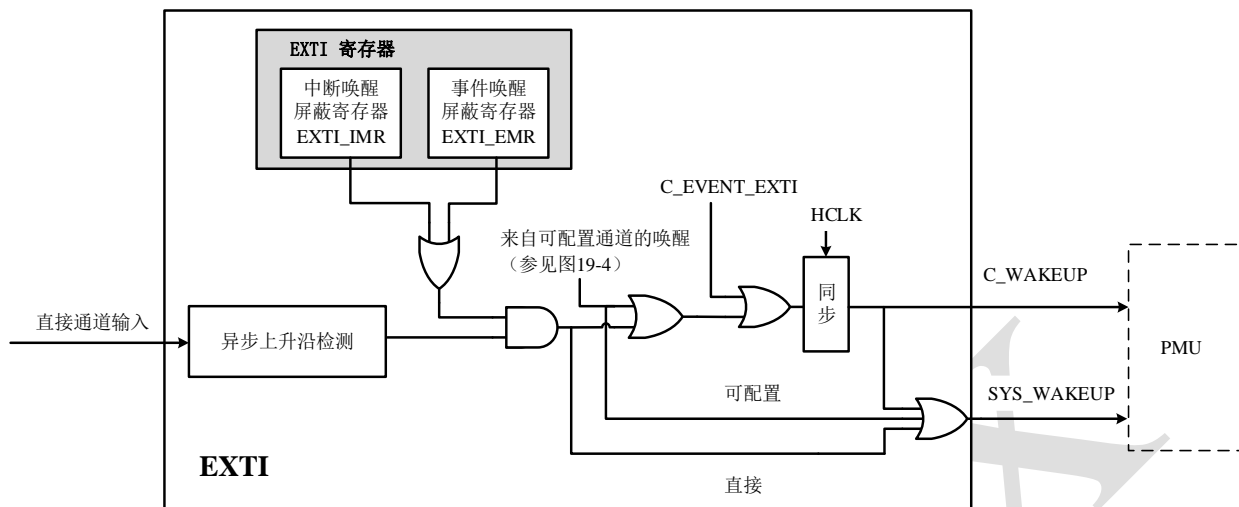 EXTI 寄存器
中断唤醒
屏蔽寄存器
EXTI_IMR
事件唤醒
屏蔽寄存器
EXTI_EMR
C_EVENT_EXTI
HCLK
来自可配置通道的唤醒
（参见图19-4）
同
步
C_WAKEUP
直接通道输入
异步上升沿检测
PMU
可配置
SYS_WAKEUP
EXTI
直接